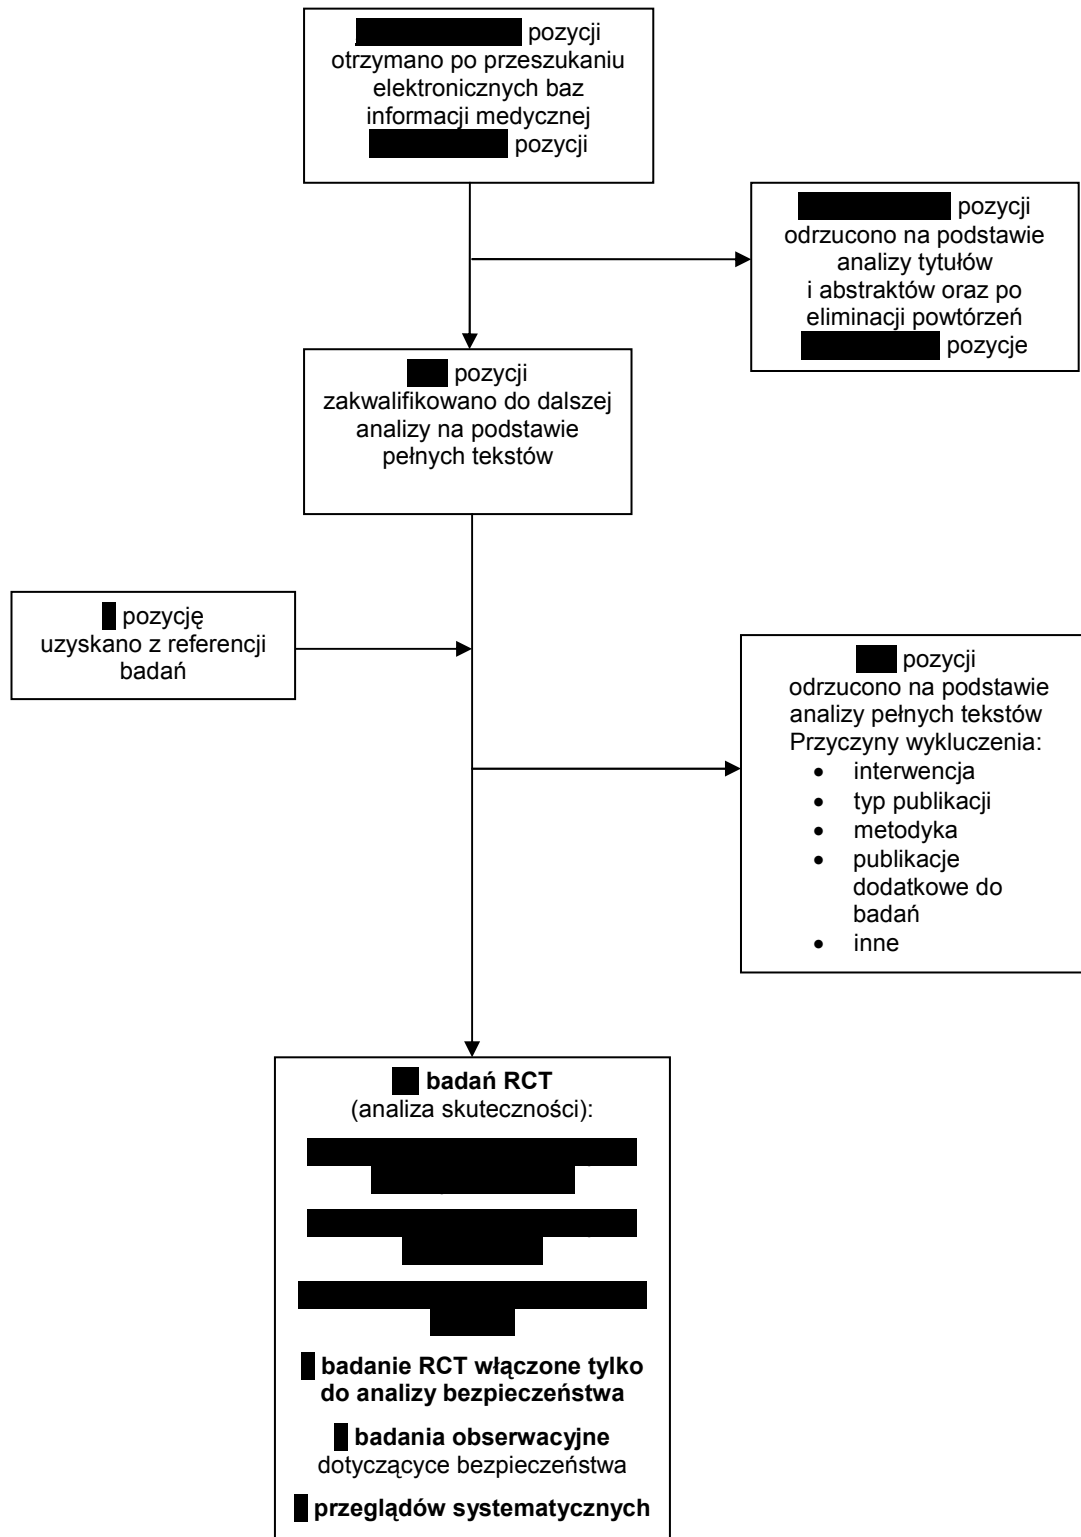 pozycji
otrzymano po przeszukaniu
elektronicznych baz
informacji medycznej
pozycji
pozycji
odrzucono na podstawie
analizy tytułów
i abstraktów oraz po
eliminacji powtórzeń
pozycje
pozycji
zakwalifikowano do dalszej
analizy na podstawie
pełnych tekstów
pozycję
uzyskano z referencji
badań
pozycji
odrzucono na podstawie
analizy pełnych tekstów
Przyczyny wykluczenia:
• interwencja
• typ publikacji
• metodyka
• publikacje
dodatkowe do
badań
• inne
badań RCT
(analiza skuteczności):
badanie RCT włączone tylko
do analizy bezpieczeństwa
badania obserwacyjne
dotyczącyce bezpieczeństwa
przeglądów systematycznych